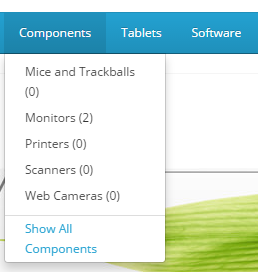 Components Tablets Software
Mice and Trackballs
(0)
Monitors (2)
Printers (0)
Scanners (0)
Web Cameras (0)
Show All
Components